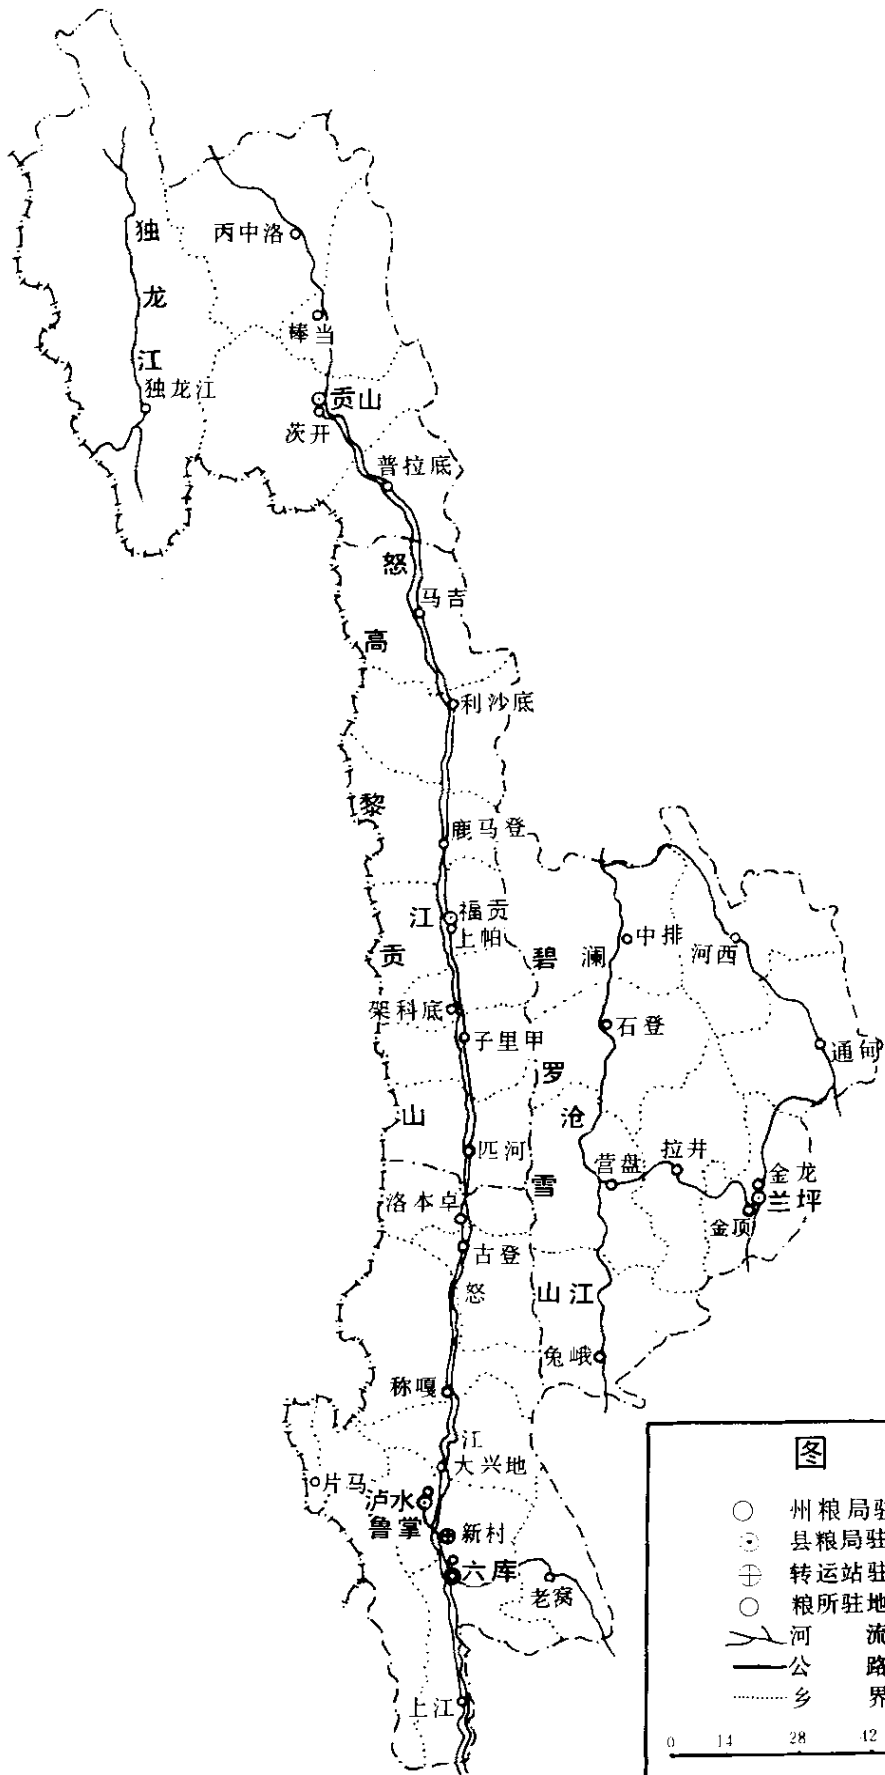 丙中洛
独龙江
棒当
独龙江
贡山
茨开
普拉底
怒
马吉
高
利沙底
黎
鹿马登
江
福贡
上帕
贡
碧
澜
中排
河西
架科底
石登
子里甲
通甸
罗
山
沧
匹河
拉井
营盘
金龙
雪
兰坪
洛本卓
金顶
古登
怒
山
江
兔峨
称嘎
江
大兴地
片马
泸水
鲁掌
新村
六库
老窝
上江
图
州粮局驻
县粮局驻
转运站驻
粮所驻地
河 流
公 路
乡 界
0 14 28 42